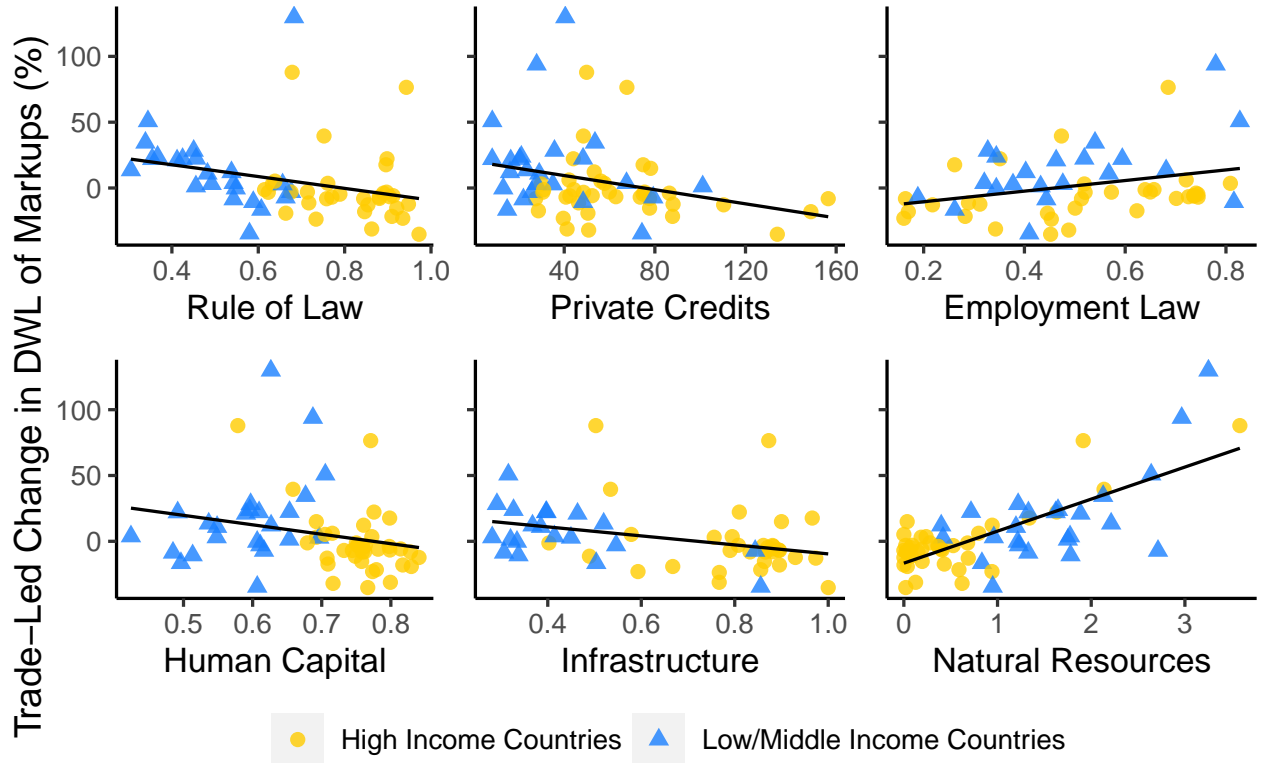 Trade−Led Change in DWL of Markups (%)
100
50
0
0.4 0.6 0.8 1.0
Rule of Law
40 80 120 160
Private Credits
0.2 0.4 0.6 0.8
Employment Law
100
50
0
0.5 0.6 0.7 0.8
Human Capital
0.4 0.6 0.8 1.0
Infrastructure
0 1 2 3
Natural Resources
High Income Countries Low/Middle Income Countries